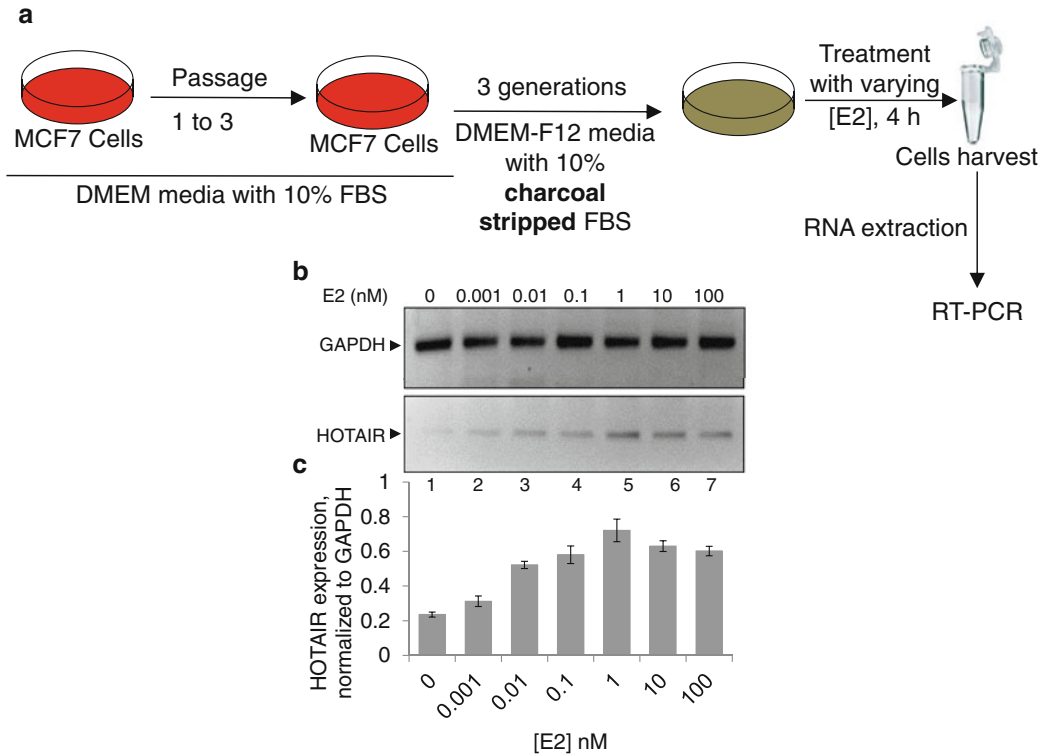 a
MCF7 Cells
Passage
1 to 3
MCF7 Cells
DMEM media with 10% FBS
3 generations
DMEM-F12 media
with 10%
charcoal
stripped FBS
Treatment
with varying
[E2], 4 h
Cells harvest
RNA extraction
RT-PCR
b
E2 (nM) 0 0.001 0.01 0.1 1 10 100
GAPDH
HOTAIR
1 2 3 4 5 6 7
c
HOTAIR expression,
normalized to GAPDH
1
0.8
0.6
0.4
0.2
0
0 0.001 0.01 0.1 1 10 100
[E2] nM